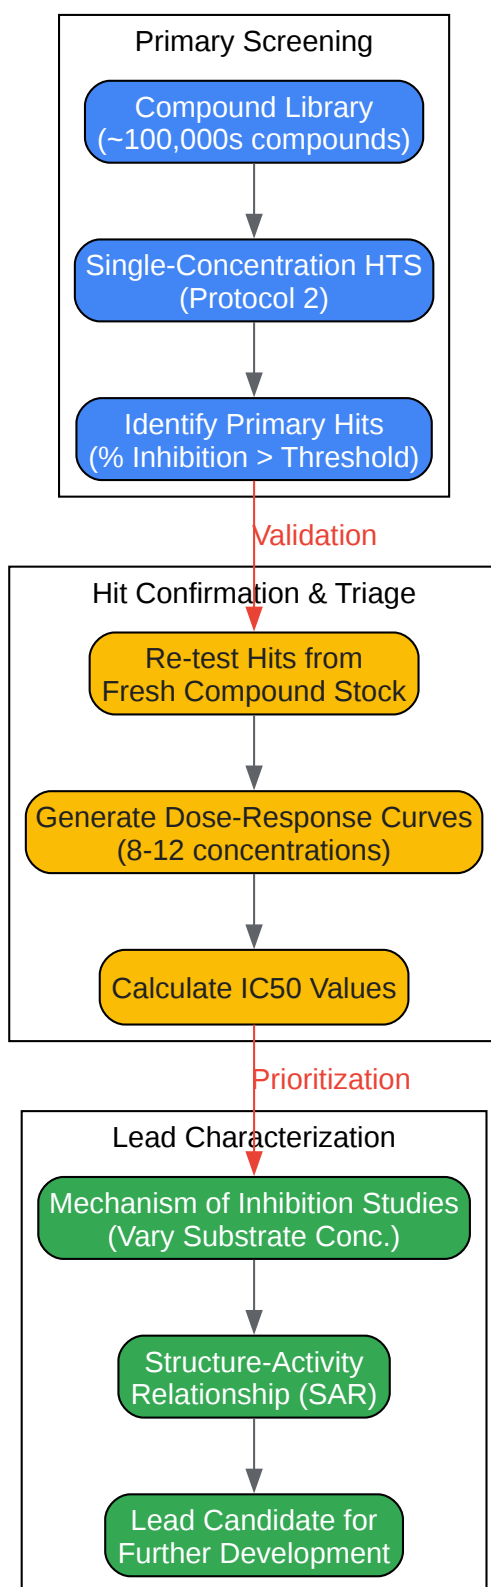 Primary Screening
Compound Library
(~100,000s compounds)
Single-Concentration HTS
(Protocol 2)
Identify Primary Hits
(% Inhibition > Threshold)
Validation
Hit Confirmation & Triage
Re-test Hits from
Fresh Compound Stock
Generate Dose-Response Curves
(8-12 concentrations)
Calculate IC50 Values
Prioritization
Lead Characterization
Mechanism of Inhibition Studies
(Vary Substrate Conc.)
Structure-Activity
Relationship (SAR)
Lead Candidate for
Further Development